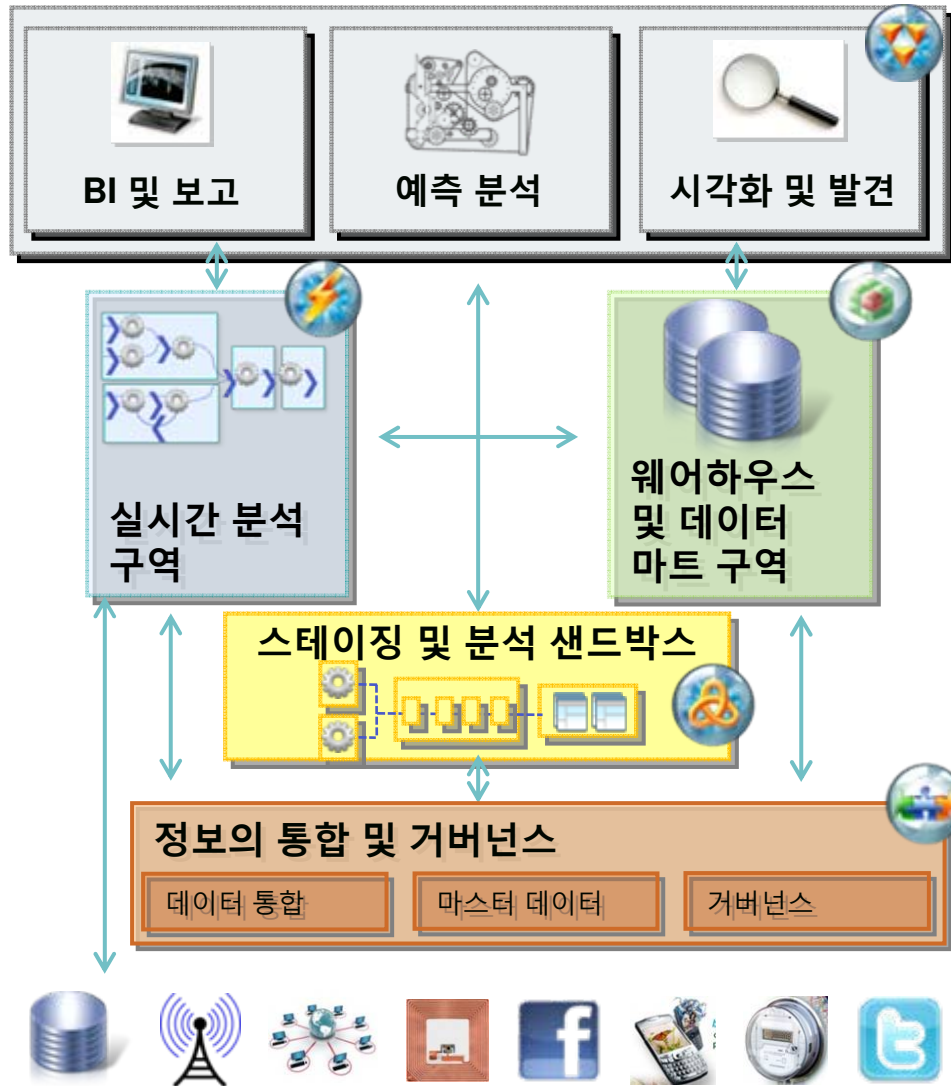 BI 및 보고
예측 분석
시각화 및 발견
실시간 분석
구역
웨어하우스
및 데이터
마트 구역
스테이징 및 분석 샌드박스
정보의 통합 및 거버넌스
데이터 통합
마스터 데이터
거버넌스